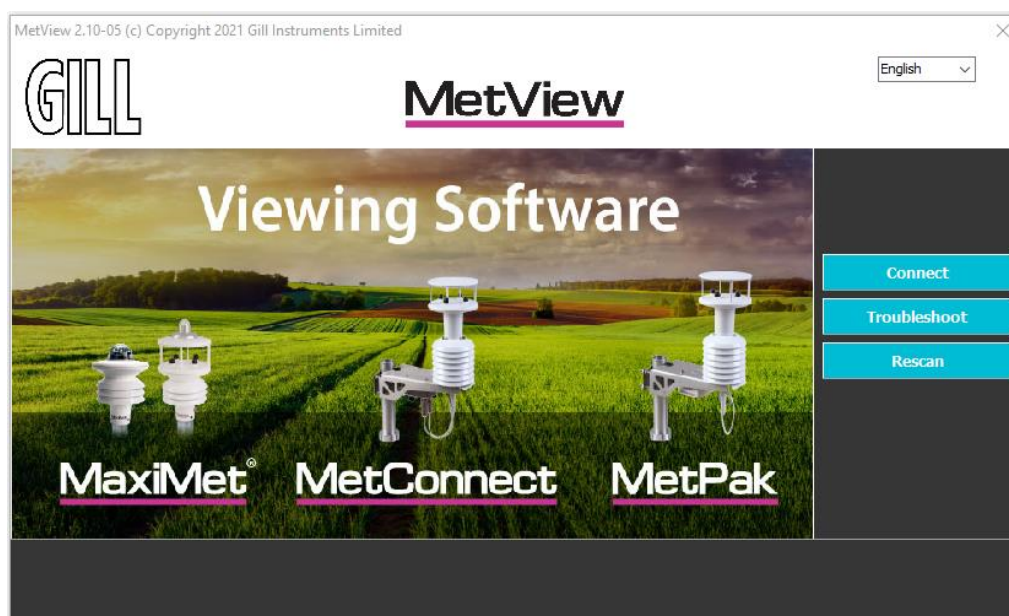 MetView 2.10-05 (c) Copyright 2021 Gill Instruments Limited
GILL
MetView
English
Viewing Software
Connect
Troubleshoot
Rescan
MaxiMet®
MetConnect
MetPak